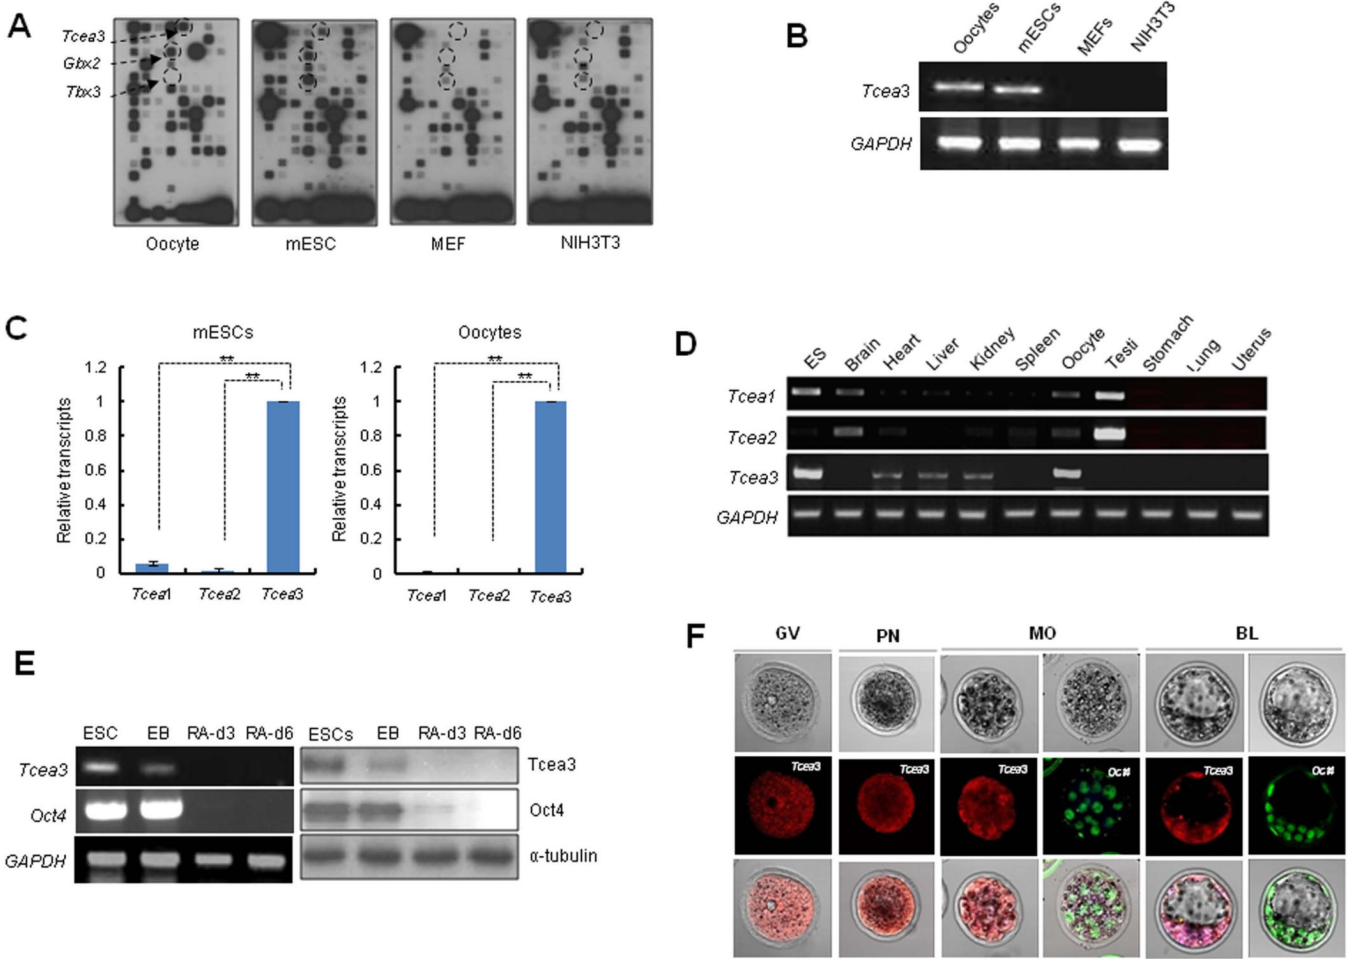 A
Tcea3
Gbx2
Tbx3
Oocyte mESC MEF NIH3T3
B
Oocytes mESCs MEFs NIH3T3
Tcea3
GAPDH
C
mESCs
Relative transcripts
1.2
1
0.8
0.6
0.4
0.2
0
** **
Tcea1 Tcea2 Tcea3
Oocytes
Relative transcripts
1.2
1
0.8
0.6
0.4
0.2
0
** **
Tcea1 Tcea2 Tcea3
D
ES Brain Heart Liver Kidney Spleen Oocyte Testi Stomach Lung Uterus
Tcea1
Tcea2
Tcea3
GAPDH
E
ESC EB RA-d3 RA-d6
Tcea3
Oct4
GAPDH
ESCs EB RA-d3 RA-d6
Tcea3
Oct4
α-tubulin
F
GV PN MO BL
Tcea3 Tcea3 Tcea3 Oct4 Tcea3 Oct4